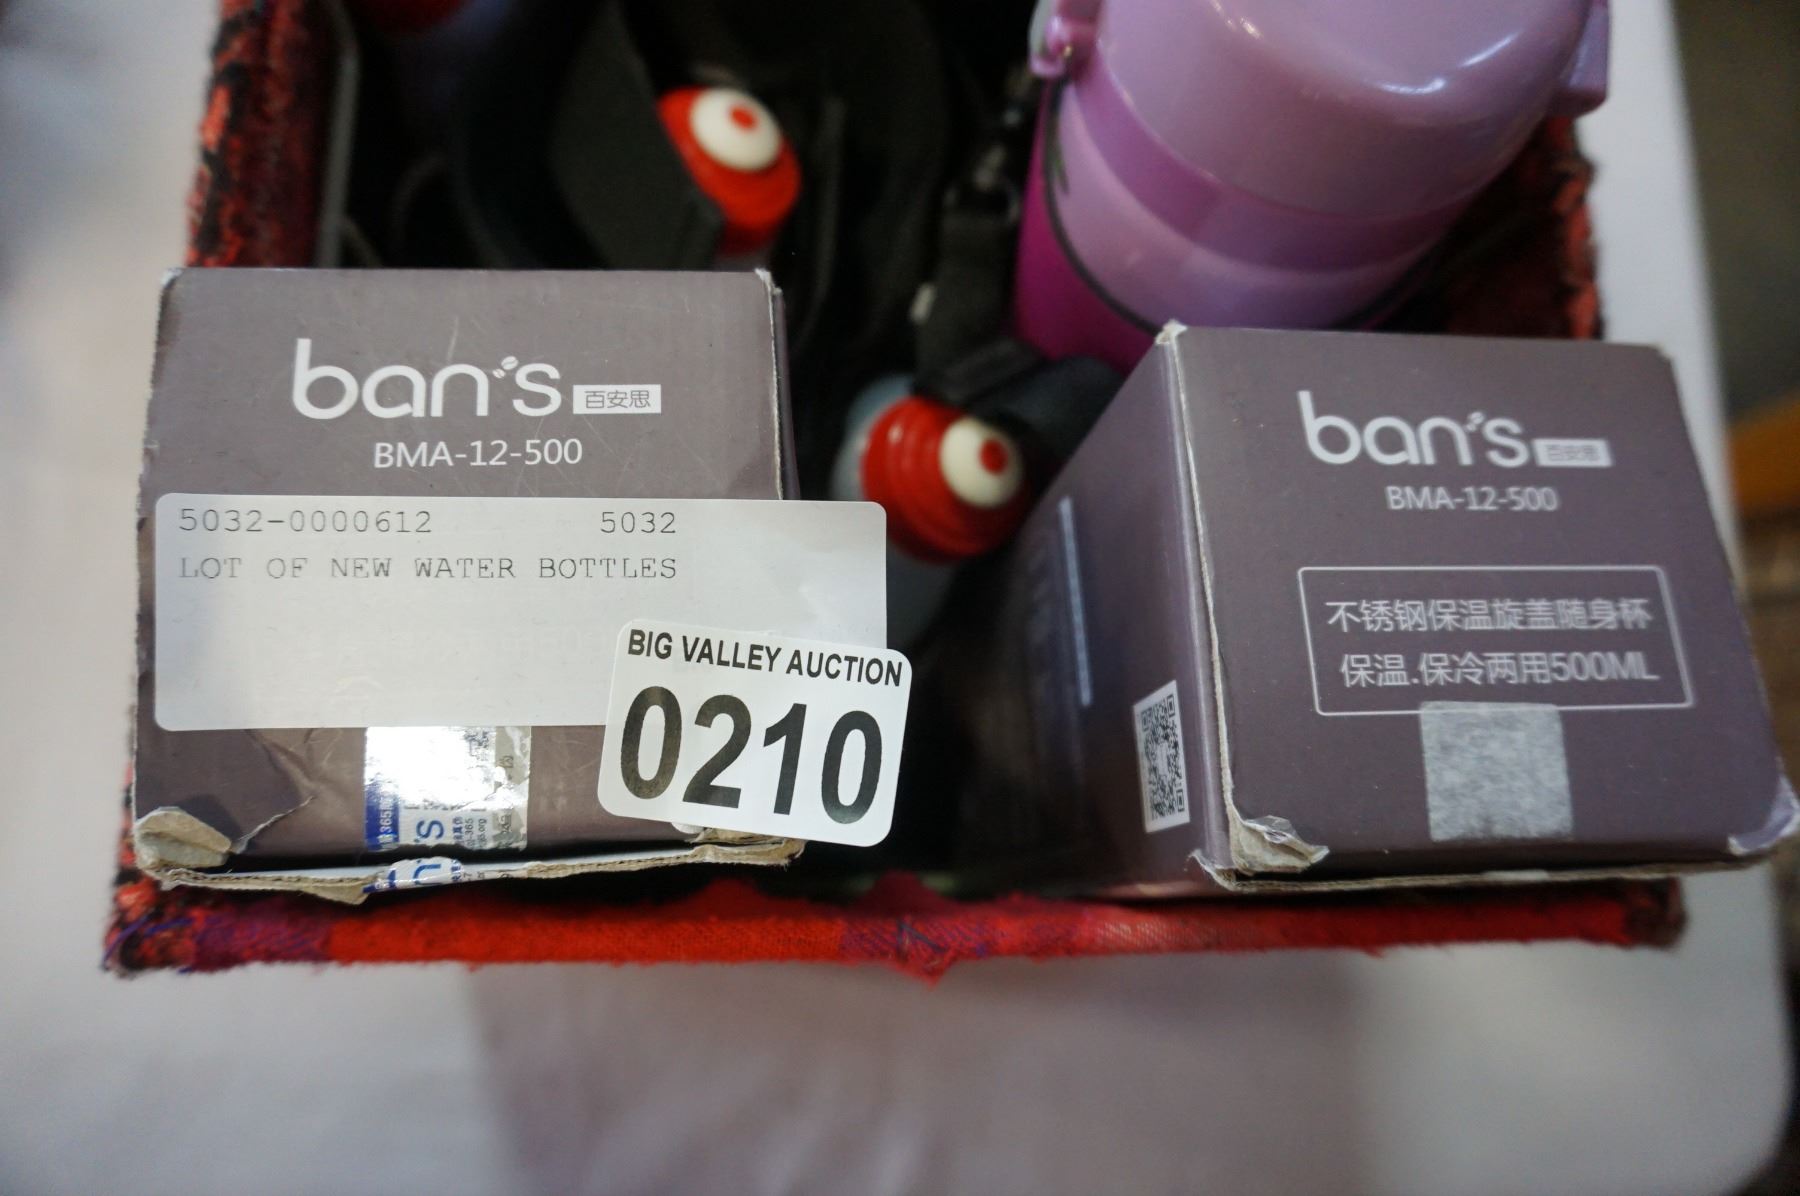 ban's 百安思
BMA-12-500
5032-0000612 5032
LOT OF NEW WATER BOTTLES
BIG VALLEY AUCTION
0210
ban's 百安思
BMA-12-500
不锈钢保温旋盖随身杯
保温.保冷两用500ML